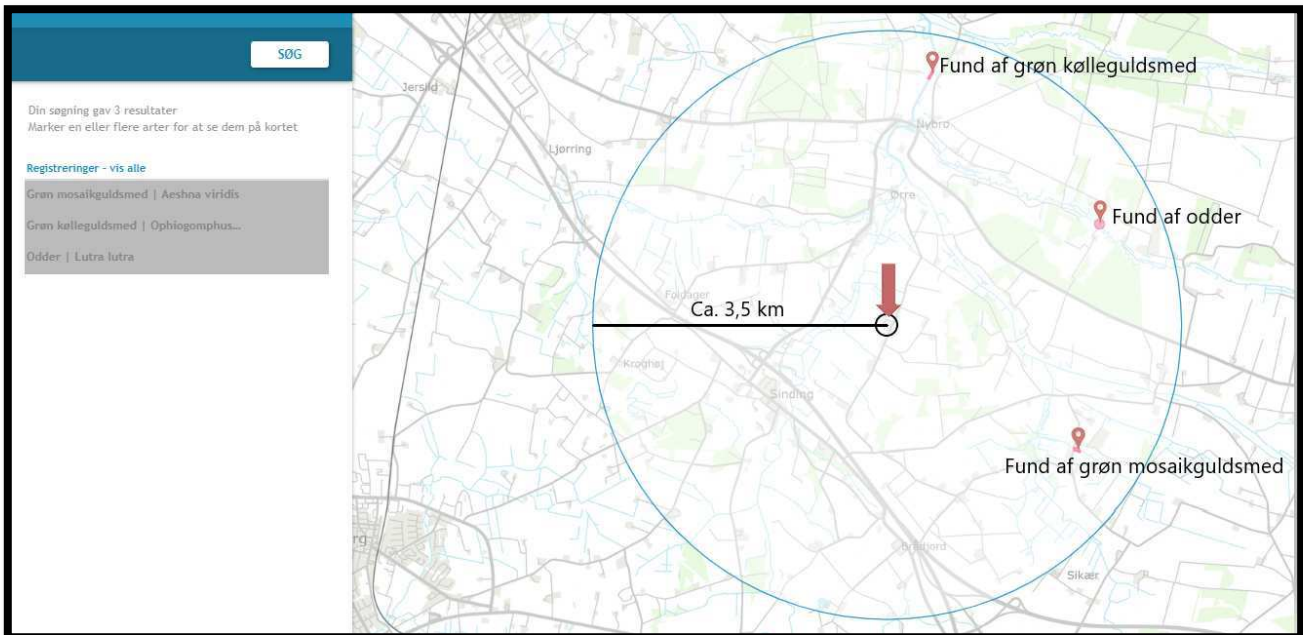 SØG
Din søgning gav 3 resultater
Marker en eller flere arter for at se dem på kortet
Registreringer - vis alle
Grøn mosaikguldsmed | Aeshna viridis
Grøn kølleguldsmed | Ophiogomphus...
Odder | Lutra lutra
Fund af grøn kølleguldsmed
Jersild
Nybro
Ljørring
Ørre
Fund af odder
Foldager
Ca. 3,5 km
Kroghøj
Sinding
Fund af grøn mosaikguldsmed
rg
Sikær